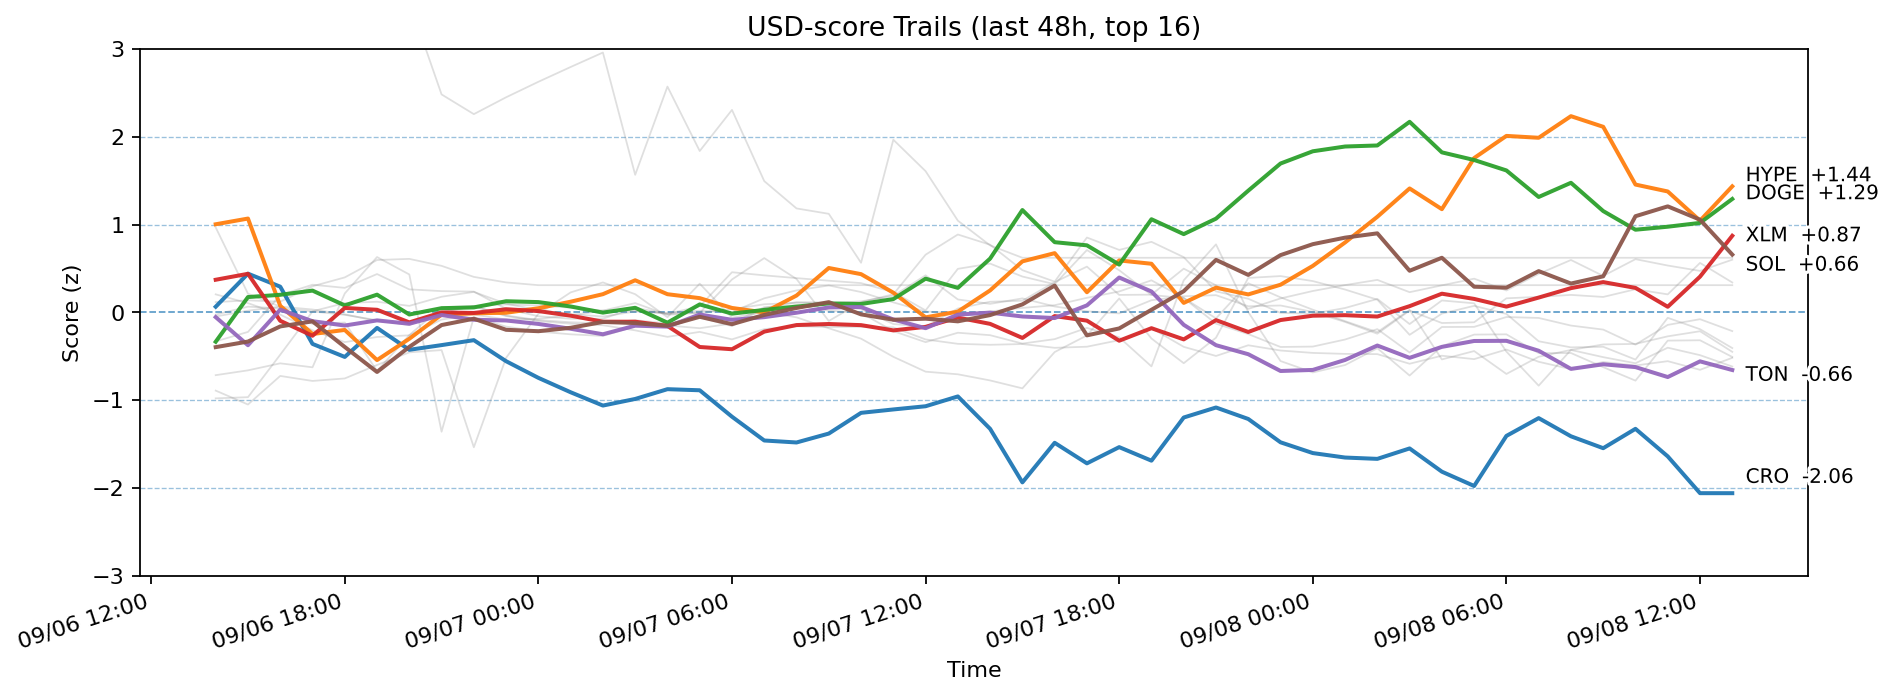 USD-score Trails (last 48h, top 16)
Score (z)
3
2
1
0
−1
−2
−3
HYPE +1.44
DOGE +1.29
XLM +0.87
SOL +0.66
TON -0.66
CRO -2.06
09/06 12:00
09/06 18:00
09/07 00:00
09/07 06:00
09/07 12:00
09/07 18:00
09/08 00:00
09/08 06:00
09/08 12:00
Time